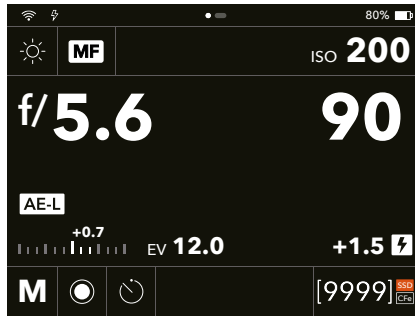 80%
MF ISO 200
f/5.6 90
AE-L
+0.7
EV 12.0 +1.5
M [9999] SSD
CFe